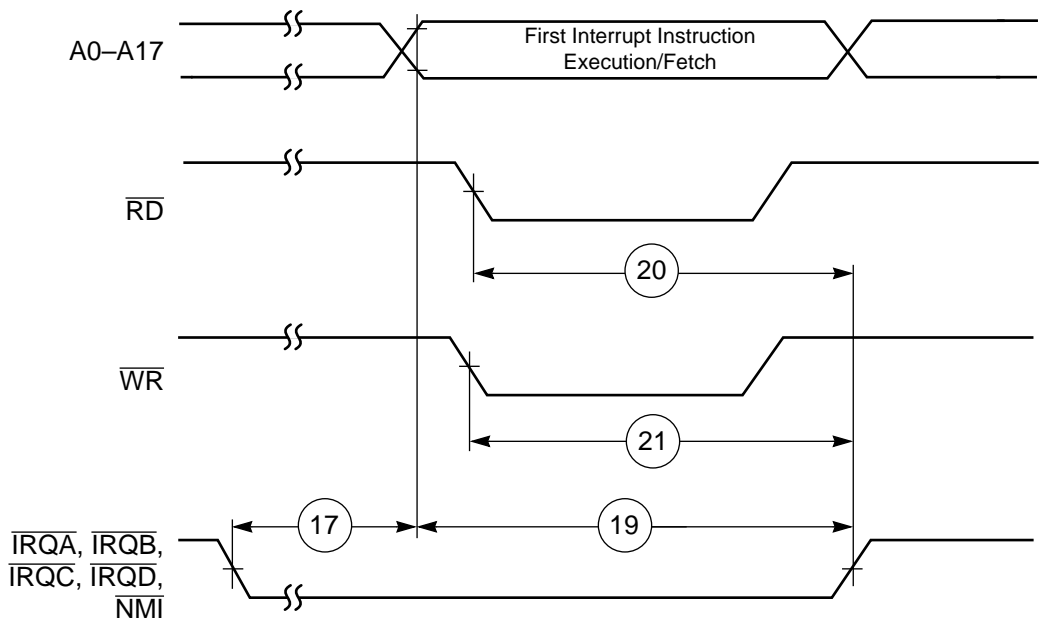 A0–A17
First Interrupt Instruction
Execution/Fetch
RD
20
WR
21
17
19
IRQA, IRQB,
IRQC, IRQD,
NMI